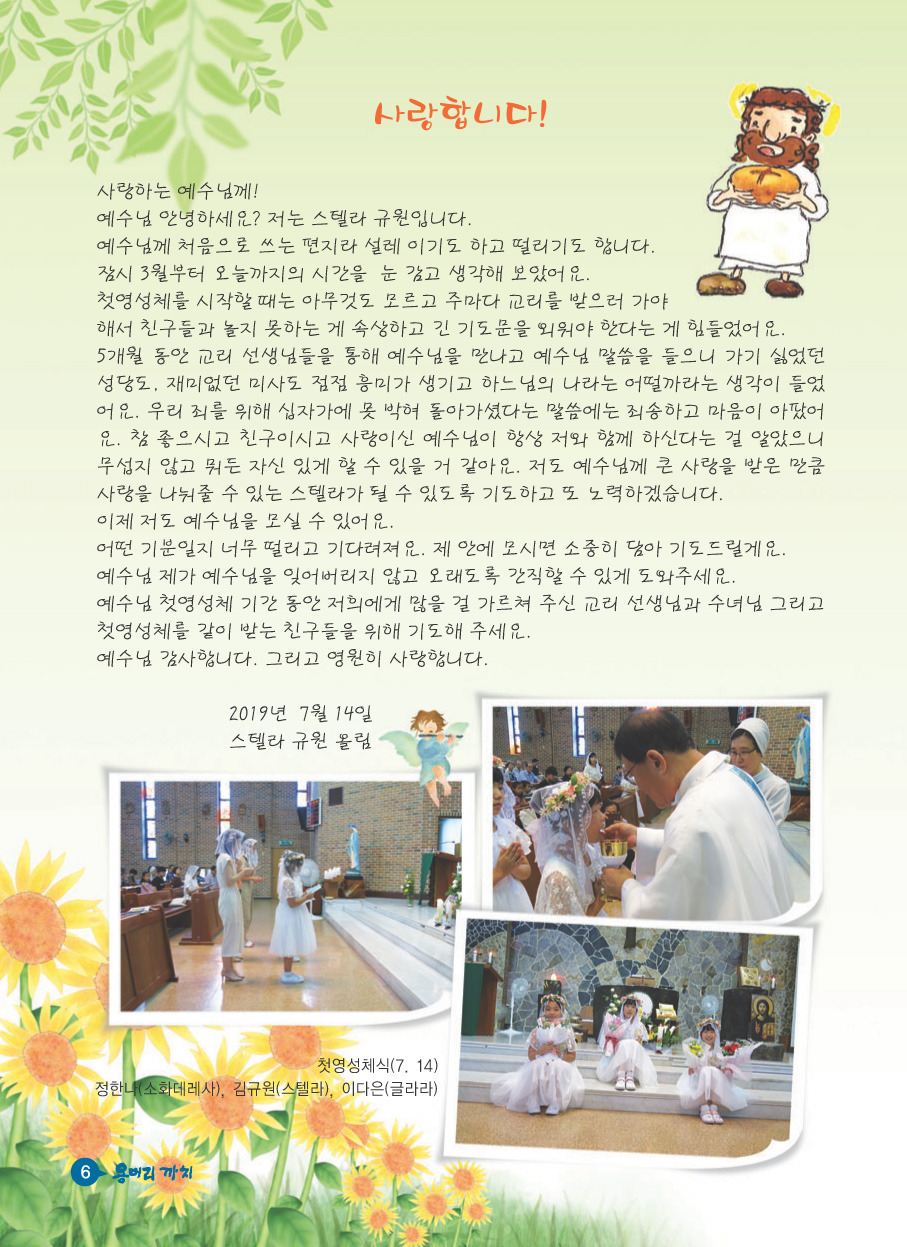 사랑합니다!
사랑하는 예수님께!
예수님 안녕하세요? 저는 스텔라 규원입니다.
예수님께 처음으로 쓰는 편지라 설레 이기도 하고 떨리기도 합니다.
잠시 3월부터 오늘까지의 시간을 눈 감고 생각해 보았어요.
첫영성체를 시작할 때는 아무것도 모르고 주마다 교리를 받으러 가야
해서 친구들과 놀지 못하는 게 속상하고 긴 기도문을 외워야 한다는 게 힘들었어요.
5개월 동안 교리 선생님들을 통해 예수님을 만나고 예수님 말씀을 들으니 가기 싫었던
성당도, 재미없던 미사도 점점 흥미가 생기고 하느님의 나라는 어떨까라는 생각이 들었
어요. 우리 죄를 위해 십자가에 못 박혀 돌아가셨다는 말씀에는 죄송하고 마음이 아팠어
요. 참 좋으시고 친구이시고 사랑이신 예수님이 항상 저와 함께 하신다는 걸 알았으니
무섭지 않고 뭐든 자신 있게 할 수 있을 거 같아요. 저도 예수님께 큰 사랑을 받은 만큼
사랑을 나눠줄 수 있는 스텔라가 될 수 있도록 기도하고 또 노력하겠습니다.
이제 저도 예수님을 모실 수 있어요.
어떤 기분일지 너무 떨리고 기다려져요. 제 안에 모시면 소중히 담아 기도드릴게요.
예수님 제가 예수님을 잊어버리지 않고 오래도록 간직할 수 있게 도와주세요.
예수님 첫영성체 기간 동안 저희에게 많을 걸 가르쳐 주신 교리 선생님과 수녀님 그리고
첫영성체를 같이 받는 친구들을 위해 기도해 주세요.
예수님 감사합니다. 그리고 영원히 사랑합니다.
2019년 7월 14일
스텔라 규원 올림
첫영성체식(7. 14)
정한나(소화데레사), 김규원(스텔라), 이다은(글라라)
6 용머리 까치